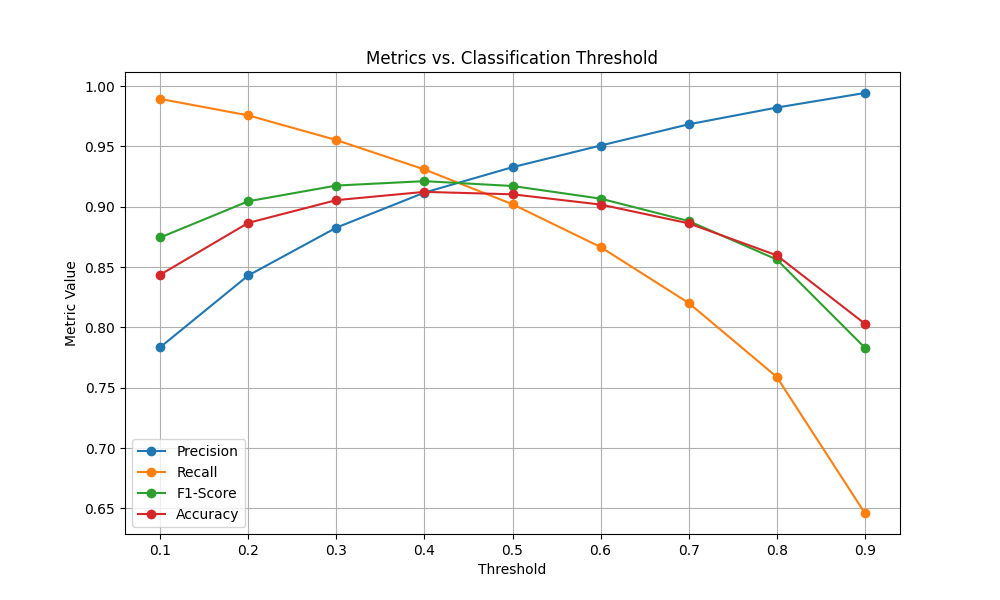 Metrics vs. Classification Threshold
1.00
0.95
0.90
0.85
0.80
0.75
0.70
0.65
Metric Value
Precision
Recall
F1-Score
Accuracy
0.1 0.2 0.3 0.4 0.5 0.6 0.7 0.8 0.9
Threshold